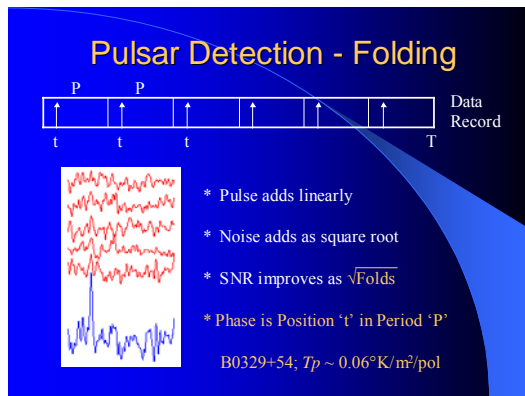 Pulsar Detection - Folding
P P
Data
Record
t t t T
* Pulse adds linearly
* Noise adds as square root
* SNR improves as √Folds
* Phase is Position ‘t’ in Period ‘P’
B0329+54; Tp ~ 0.06°K/m²/pol